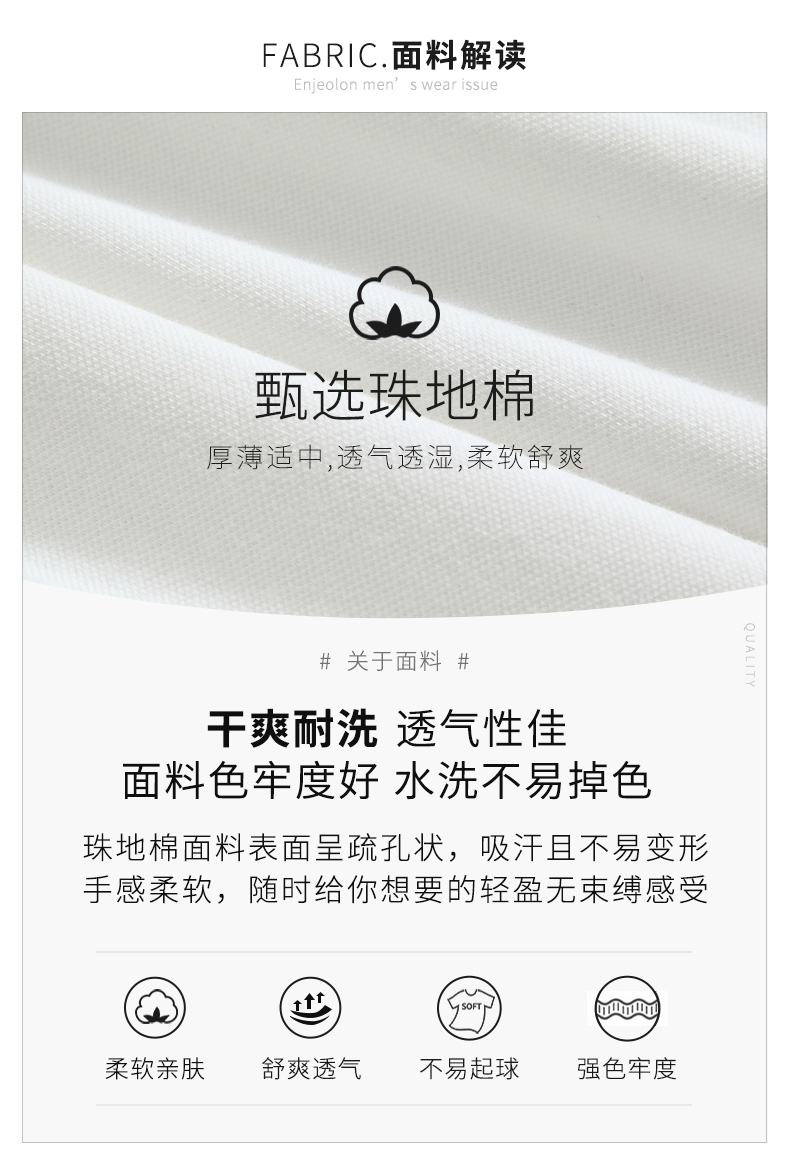 FABRIC.面料解读
Enjeolon men’s wear issue
甄选珠地棉
厚薄适中,透气透湿,柔软舒爽
QUALITY
# 关于面料 #
干爽耐洗 透气性佳
面料色牢度好 水洗不易掉色
珠地棉面料表面呈疏孔状，吸汗且不易变形
手感柔软，随时给你想要的轻盈无束缚感受
SOFT
柔软亲肤 舒爽透气 不易起球 强色牢度